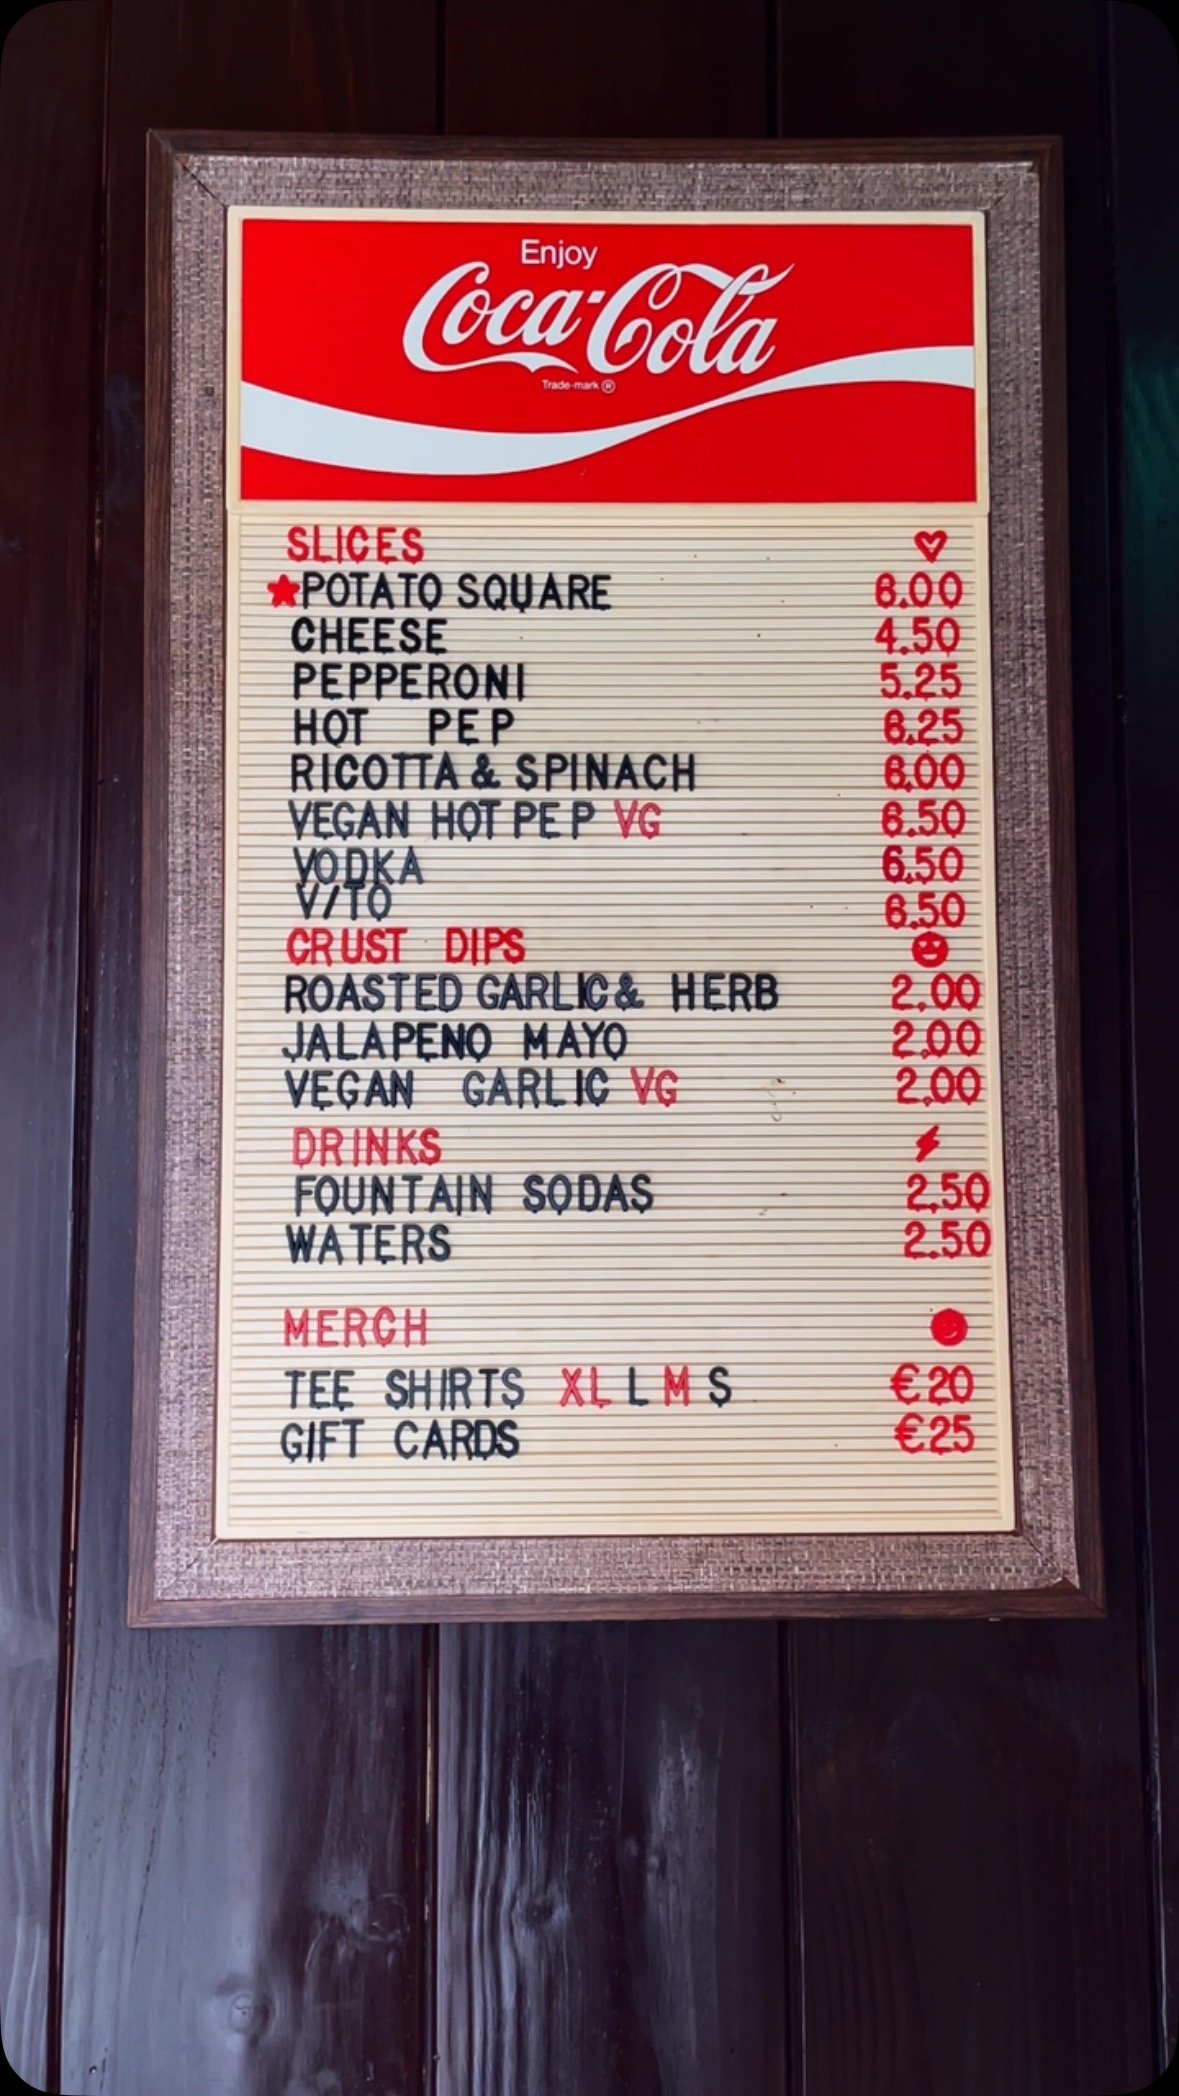 Enjoy
Coca-Cola
Trade-mark ®
SLICES
POTATO SQUARE 6.00
CHEESE 4.50
PEPPERONI 5.25
HOT PEP 6.25
RICOTTA & SPINACH 6.00
VEGAN HOT PEP VG 6.50
VODKA 6.50
V/TO 6.50
CRUST DIPS
ROASTED GARLIC & HERB 2.00
JALAPENO MAYO 2.00
VEGAN GARLIC VG 2.00
DRINKS
FOUNTAIN SODAS 2.50
WATERS 2.50
MERCH
TEE SHIRTS XL L M S €20
GIFT CARDS €25